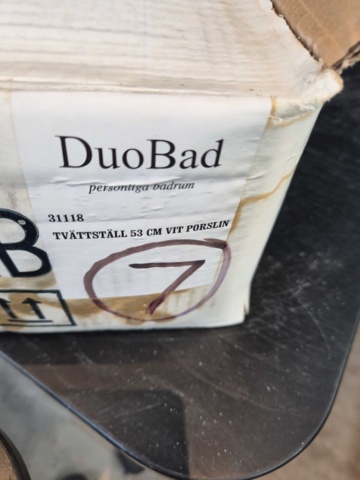 DuoBad
personliga badrum
31118
TVÄTTSTÄLL 53 CM VIT PORSLIN
B
7